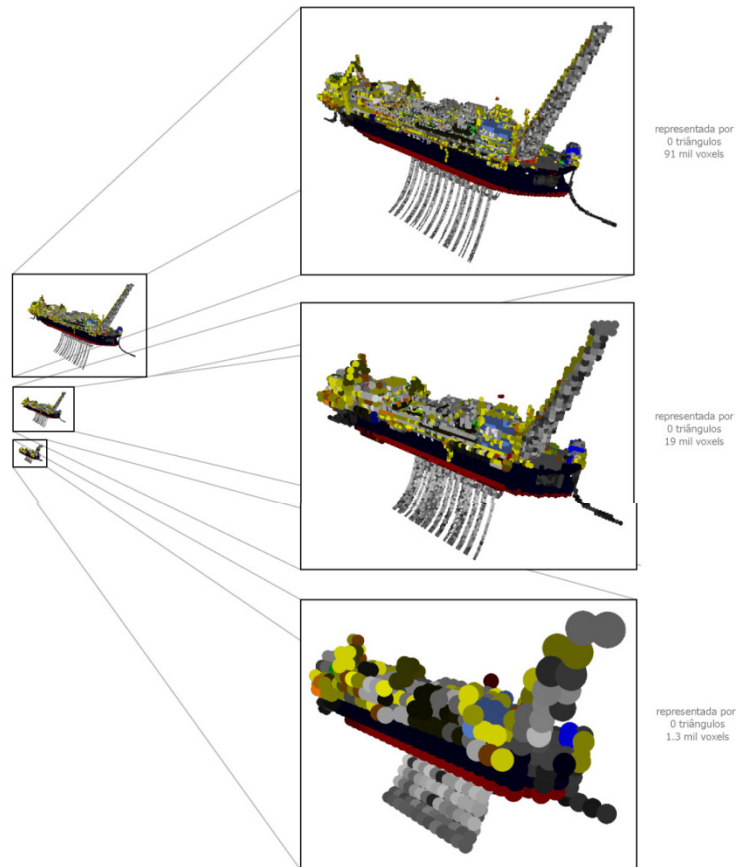 representada por
0 triângulos
91 mil voxels
representada por
0 triângulos
19 mil voxels
representada por
0 triângulos
1.3 mil voxels